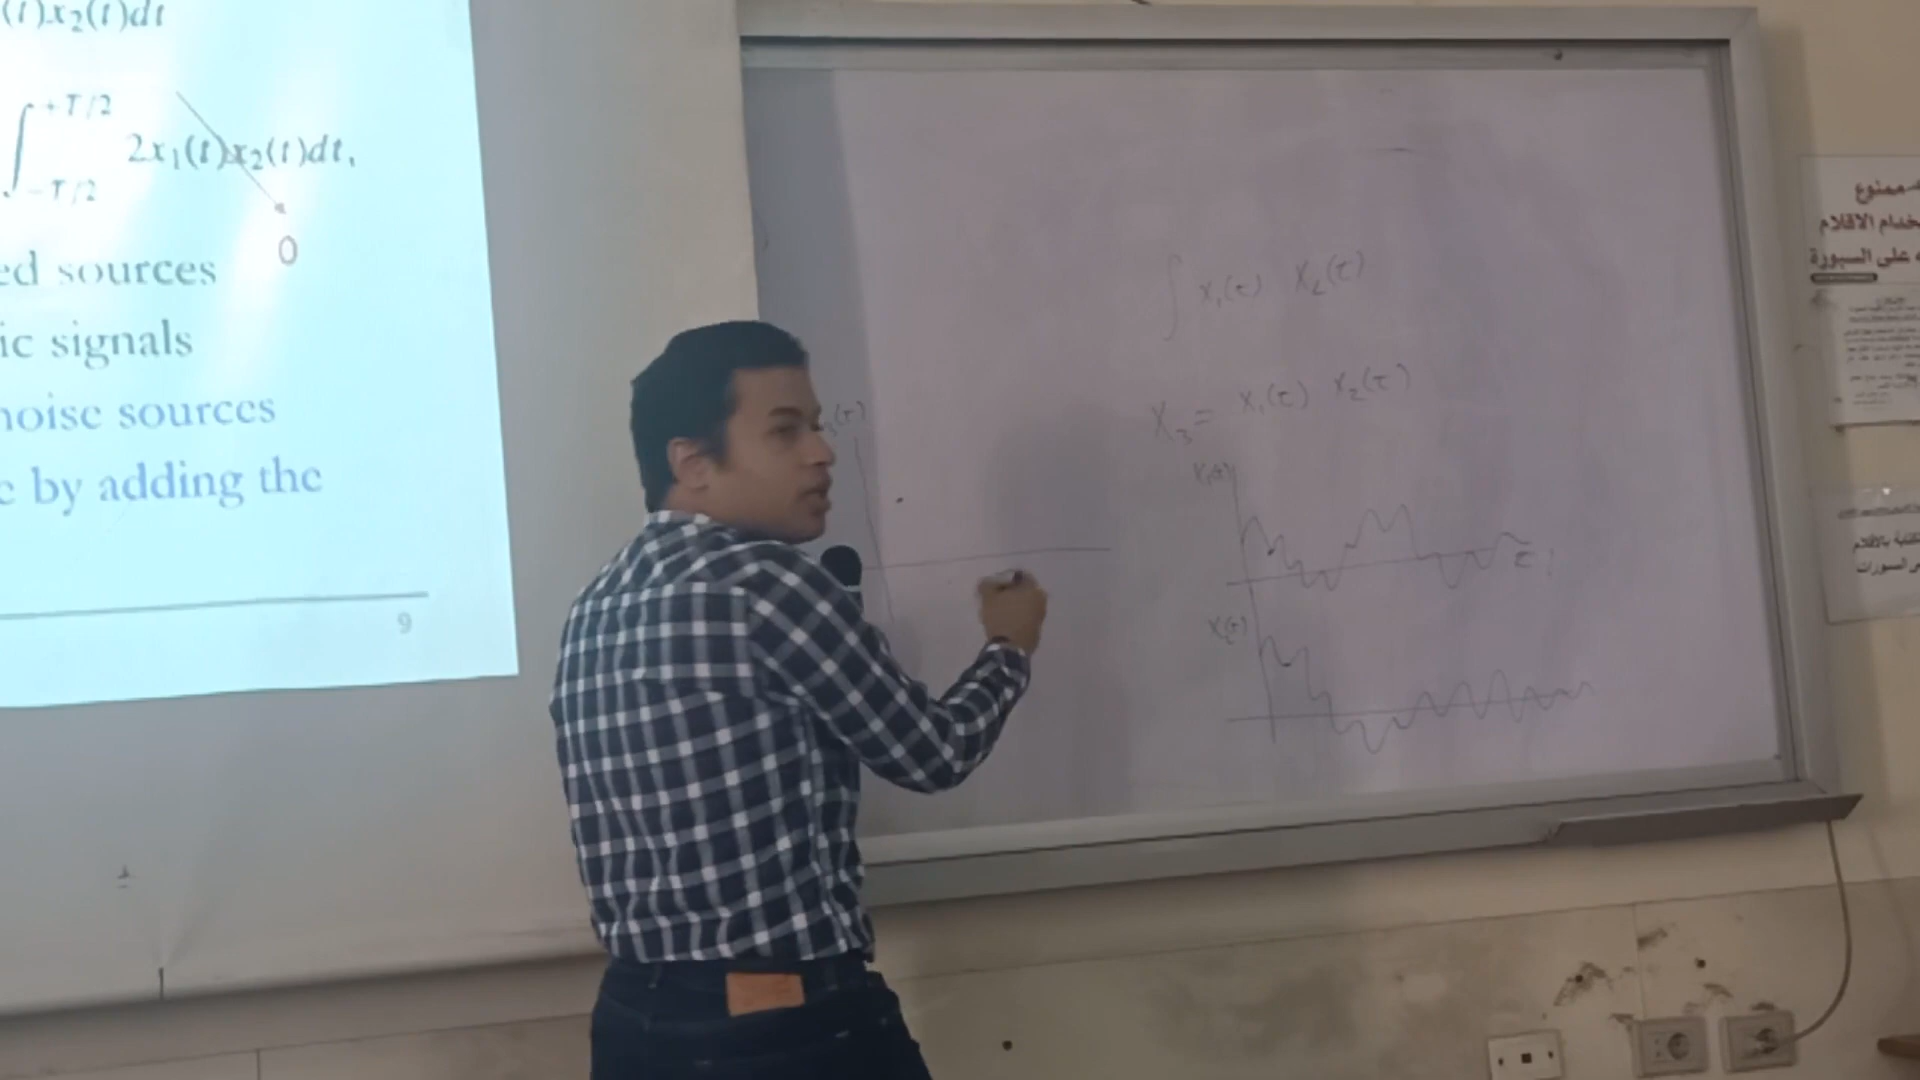 (t)x₂(t)dt
∫ +T/2 -T/2 2x₁(t)x₂(t)dt,
0
ed sources
ic signals
noise sources
e by adding the
9
∫ x₁(t) x₂(t)
x₃ = x₁(t) x₂(t)
₃(t)
x₁(t)
t
x₂(t)
ممنوع
خدام الاقلام
على السبورة